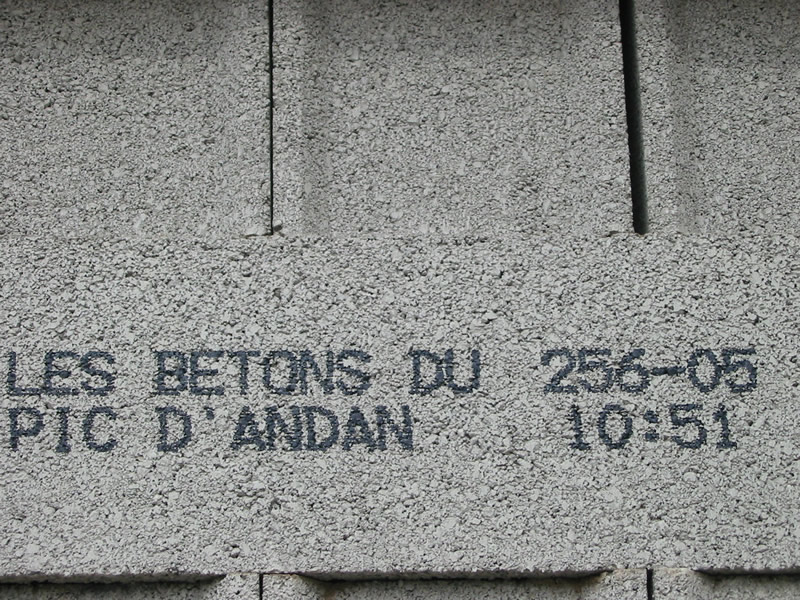 LES BETONS DU 256-05
PIC D'ANDAN 10:51